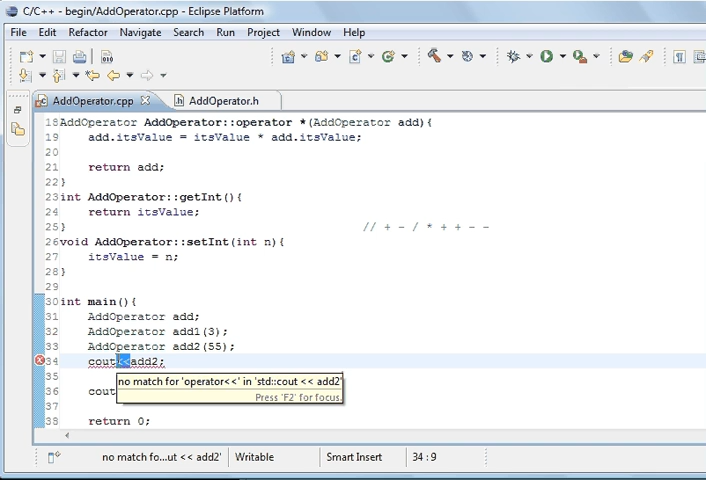 C/C++ - begin/AddOperator.cpp - Eclipse Platform
File Edit Refactor Navigate Search Run Project Window Help
AddOperator.cpp AddOperator.h
18AddOperator AddOperator::operator *(AddOperator add){
19 add.itsValue = itsValue * add.itsValue;
20
21 return add;
22}
23int AddOperator::getInt(){
24 return itsValue;
25} // + - / * + + - -
26void AddOperator::setInt(int n){
27 itsValue = n;
28}
29
30int main(){
31 AddOperator add;
32 AddOperator add1(3);
33 AddOperator add2(55);
34 cout<<add2;
35
no match for 'operator<<' in 'std::cout << add2'
36 cout
Press 'F2' for focus.
37
38 return 0;
no match fo...ut << add2' Writable Smart Insert 34 : 9